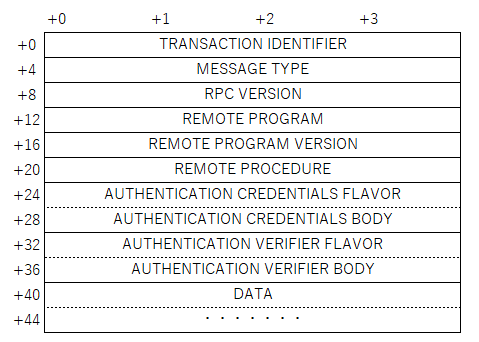 +0 +1 +2 +3
+0 TRANSACTION IDENTIFIER
+4 MESSAGE TYPE
+8 RPC VERSION
+12 REMOTE PROGRAM
+16 REMOTE PROGRAM VERSION
+20 REMOTE PROCEDURE
+24 AUTHENTICATION CREDENTIALS FLAVOR
+28 AUTHENTICATION CREDENTIALS BODY
+32 AUTHENTICATION VERIFIER FLAVOR
+36 AUTHENTICATION VERIFIER BODY
+40 DATA
+44 ・・・・・・・